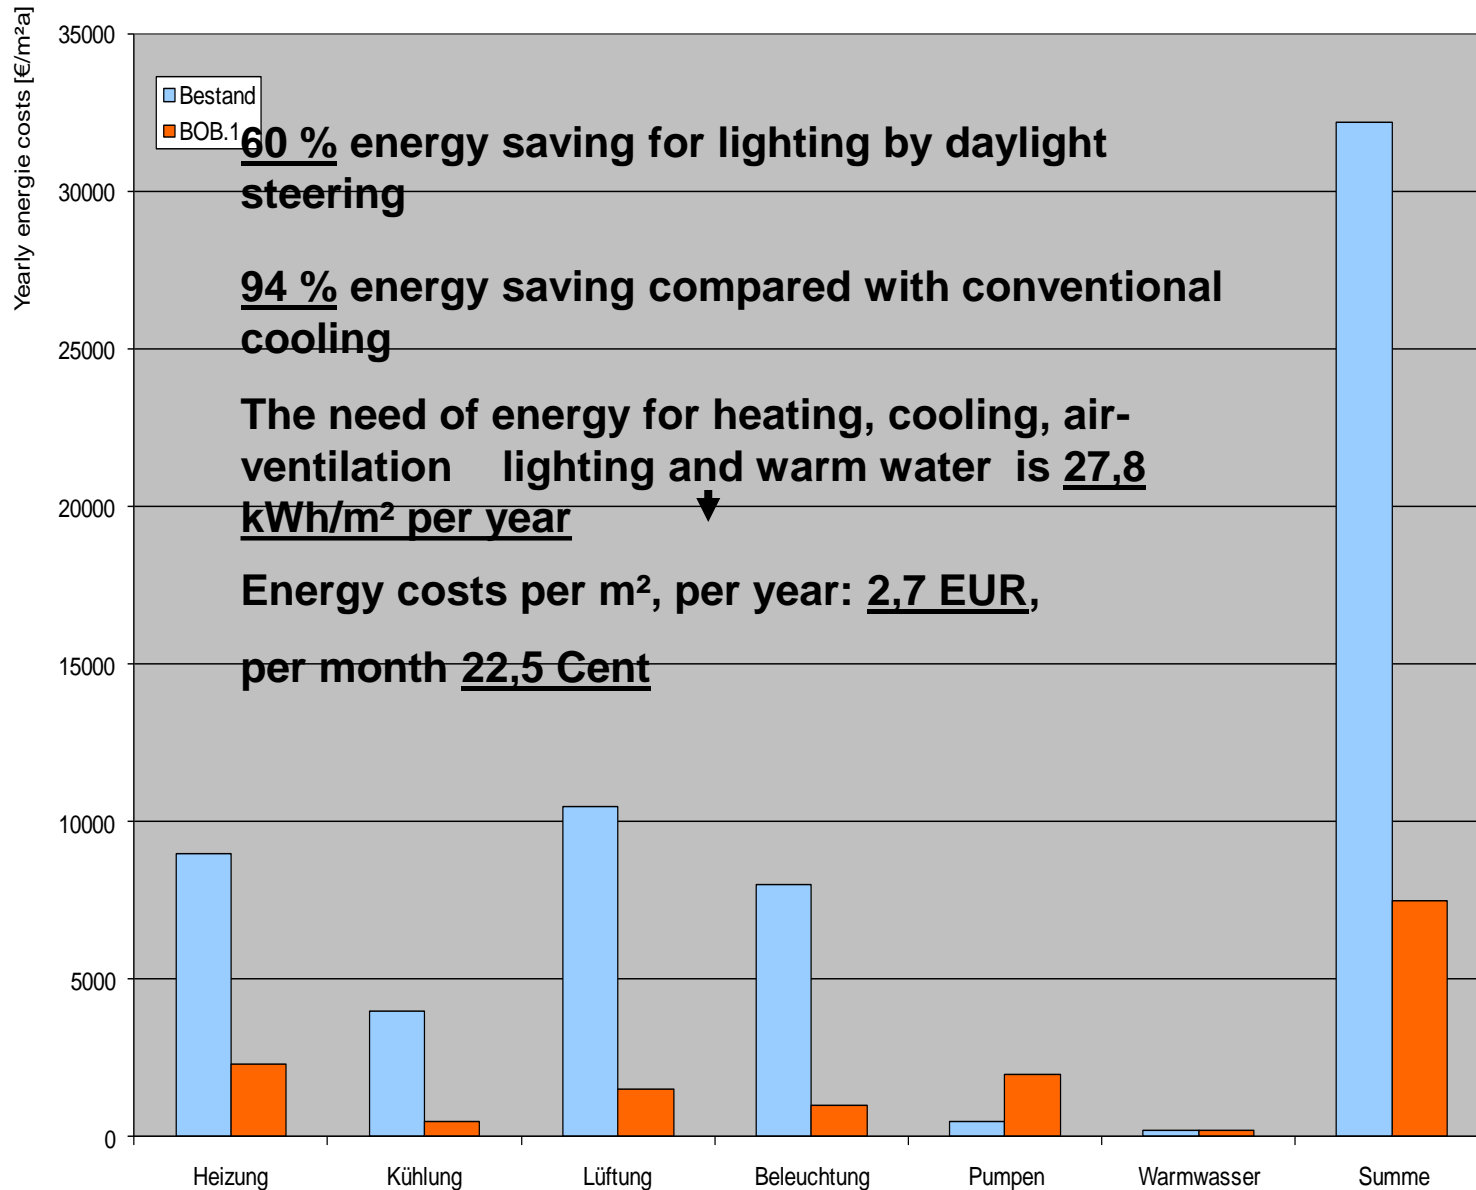 Yearly energie costs [€/m²a]
35000
30000
25000
20000
15000
10000
5000
0
Bestand
BOB.1
60 % energy saving for lighting by daylight
steering
94 % energy saving compared with conventional
cooling
The need of energy for heating, cooling, air-
ventilation lighting and warm water is 27,8
kWh/m² per year
Energy costs per m², per year: 2,7 EUR,
per month 22,5 Cent
Heizung Kühlung Lüftung Beleuchtung Pumpen Warmwasser Summe